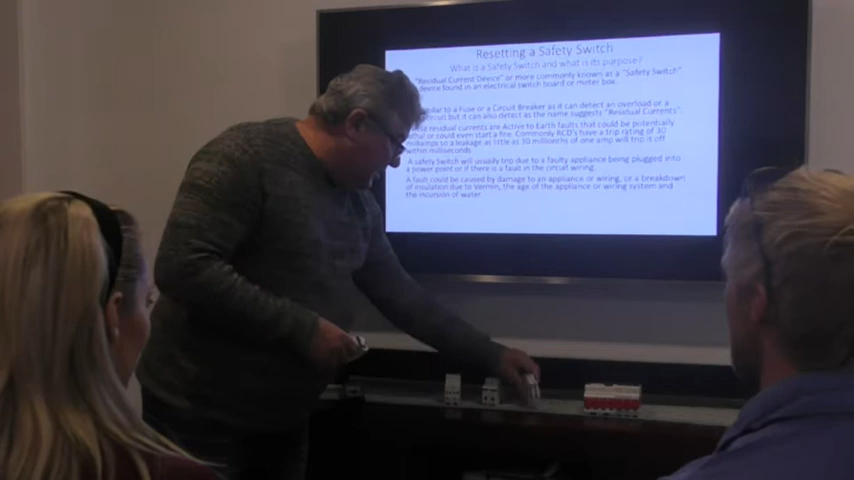 Resetting a Safety Switch
What is a Safety Switch and what is its purpose?
"Residual Current Device" or more commonly known as a "Safety Switch"
device found in an electrical switch board or meter box.
to a Fuse or a Circuit Breaker as it can detect an overload or a
but it can also detect as the name suggests "Residual Currents".
residual currents are Active to Earth faults that could be potentially
or could even start a fire. Commonly RCD's have a trip rating of 30
a leakage as little as 30 millionths of one amp will trip it off
within milliseconds.
A safety Switch will usually trip due to a faulty appliance being plugged into
a power point or if there is a fault in the circuit wiring.
A fault could be caused by damage to an appliance or wiring, or a breakdown
of insulation due to Vermin, the age of the appliance or wiring system and
the incursion of water.